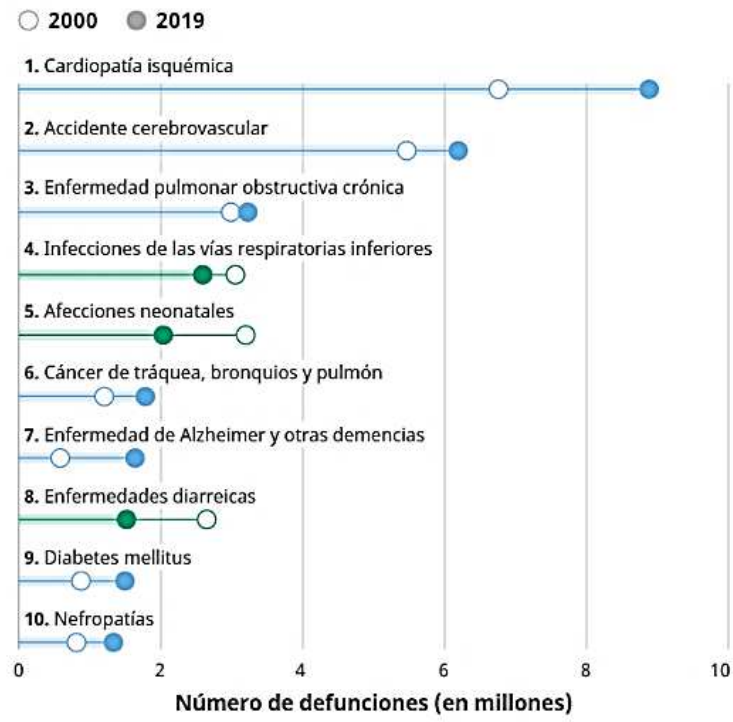 2000 2019
1. Cardiopatía isquémica
2. Accidente cerebrovascular
3. Enfermedad pulmonar obstructiva crónica
4. Infecciones de las vías respiratorias inferiores
5. Afecciones neonatales
6. Cáncer de tráquea, bronquios y pulmón
7. Enfermedad de Alzheimer y otras demencias
8. Enfermedades diarreicas
9. Diabetes mellitus
10. Nefropatías
0 2 4 6 8 10
Número de defunciones (en millones)